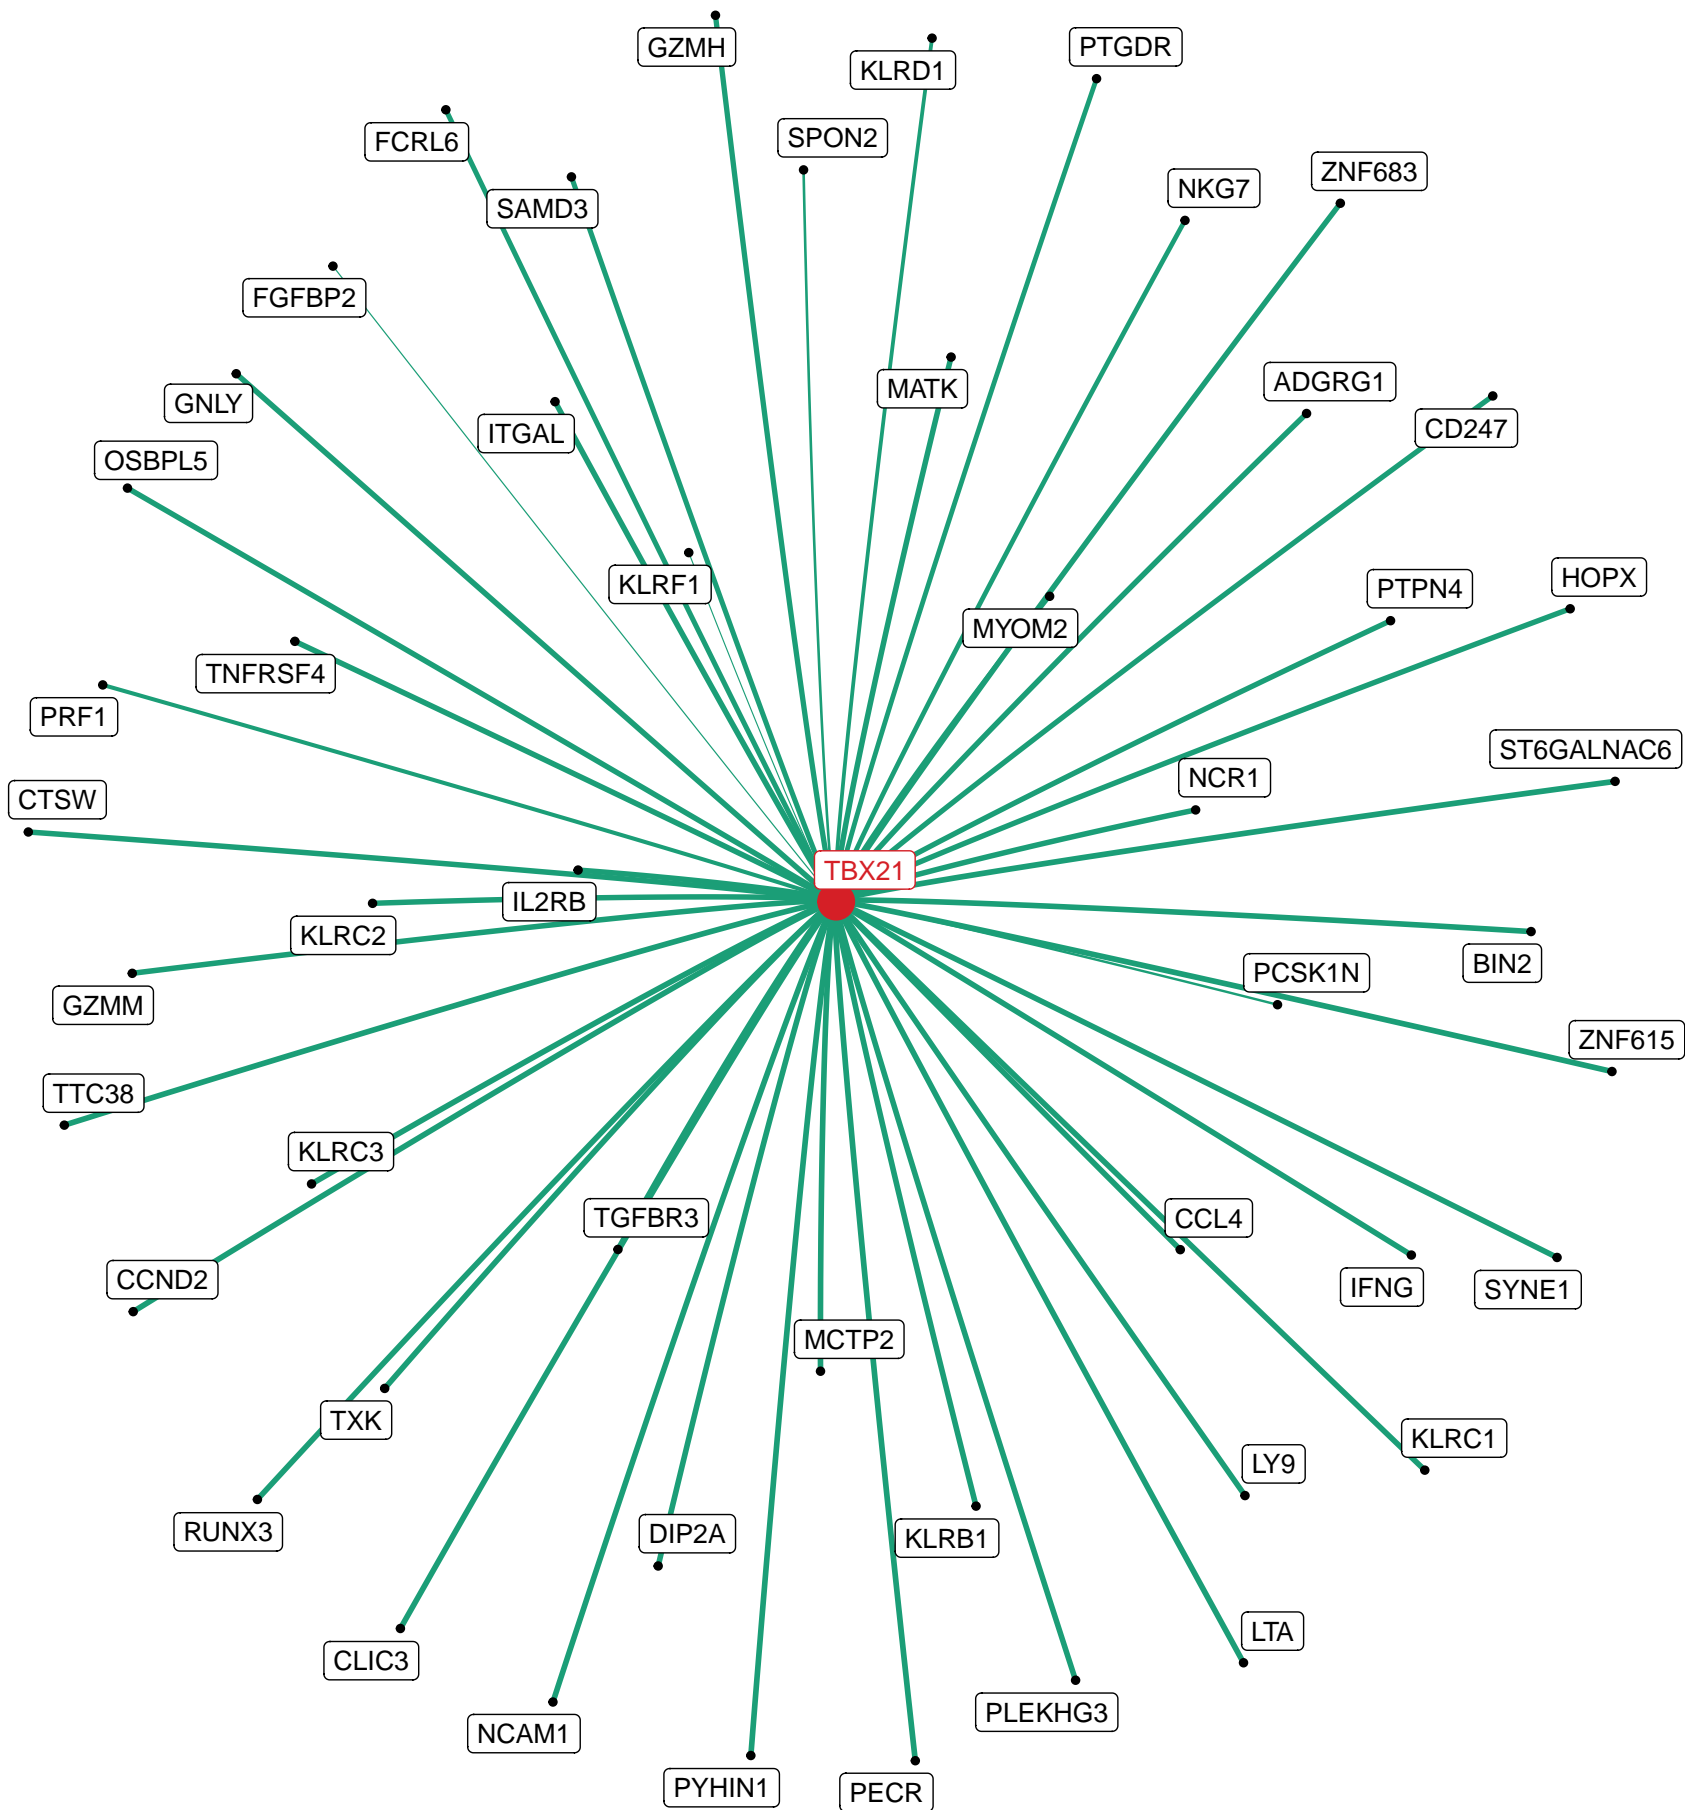 GZMH
PTGDR
KLRD1
SPON2
FCRL6
ZNF683
NKG7
SAMD3
FGFBP2
ADGRG1
MATK
GNLY
CD247
ITGAL
OSBPL5
HOPX
KLRF1
PTPN4
MYOM2
TNFRSF4
PRF1
ST6GALNAC6
NCR1
CTSW
TBX21
IL2RB
KLRC2
BIN2
PCSK1N
GZMM
ZNF615
TTC38
KLRC3
TGFBR3
CCL4
CCND2
IFNG
SYNE1
MCTP2
TXK
KLRC1
LY9
RUNX3
DIP2A
KLRB1
LTA
CLIC3
PLEKHG3
NCAM1
PYHIN1
PECR